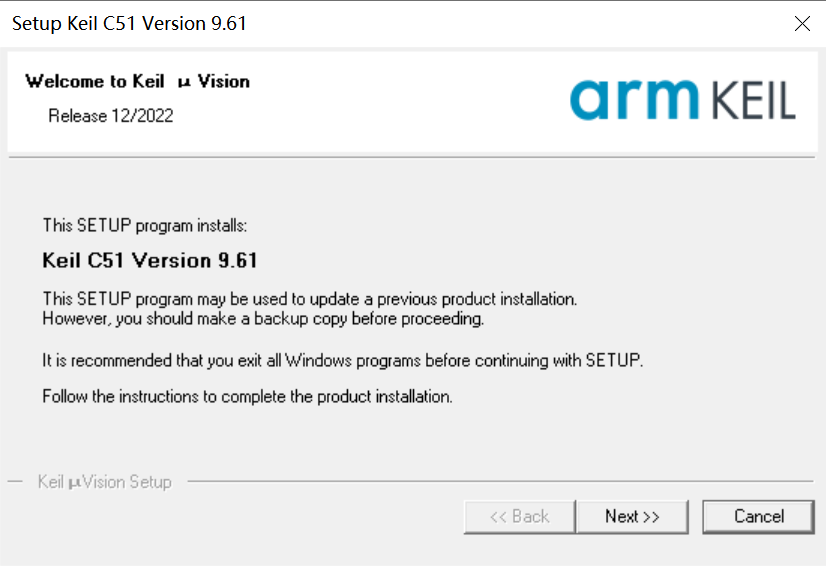 Setup Keil C51 Version 9.61
Welcome to Keil μ Vision
Release 12/2022
arm KEIL
This SETUP program installs:
Keil C51 Version 9.61
This SETUP program may be used to update a previous product installation.
However, you should make a backup copy before proceeding.
It is recommended that you exit all Windows programs before continuing with SETUP.
Follow the instructions to complete the product installation.
Keil μVision Setup
<< Back
Next >>
Cancel